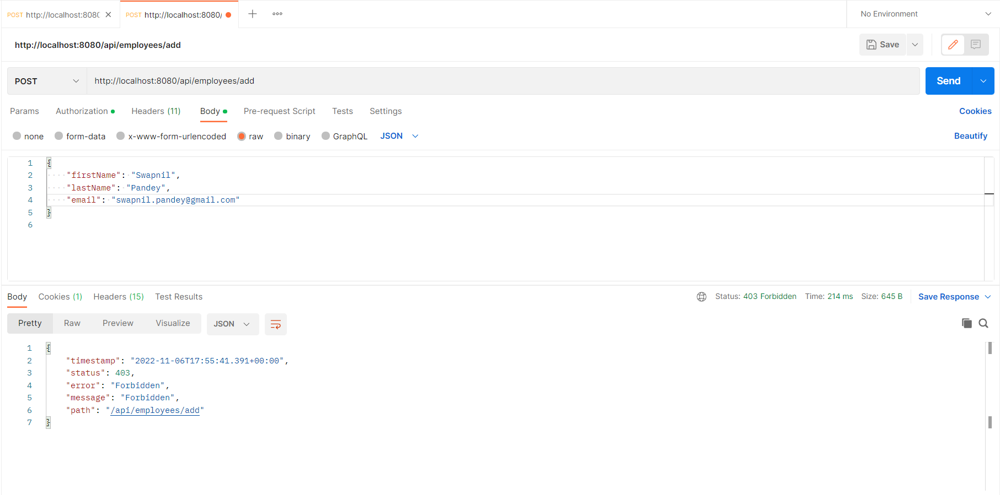 POST http://localhost:808
POST http://localhost:8080/
No Environment
http://localhost:8080/api/employees/add
Save
POST
http://localhost:8080/api/employees/add
Send
Params Authorization Headers (11) Body Pre-request Script Tests Settings Cookies
none form-data x-www-form-urlencoded raw binary GraphQL JSON Beautify
1 {
2 "firstName": "Swapnil",
3 "lastName": "Pandey",
4 "email": "swapnil.pandey@gmail.com"
5 }
6
Body Cookies (1) Headers (15) Test Results Status: 403 Forbidden Time: 214 ms Size: 645 B Save Response
Pretty Raw Preview Visualize JSON
1 {
2 "timestamp": "2022-11-06T17:55:41.391+00:00",
3 "status": 403,
4 "error": "Forbidden",
5 "message": "Forbidden",
6 "path": "/api/employees/add"
7 }